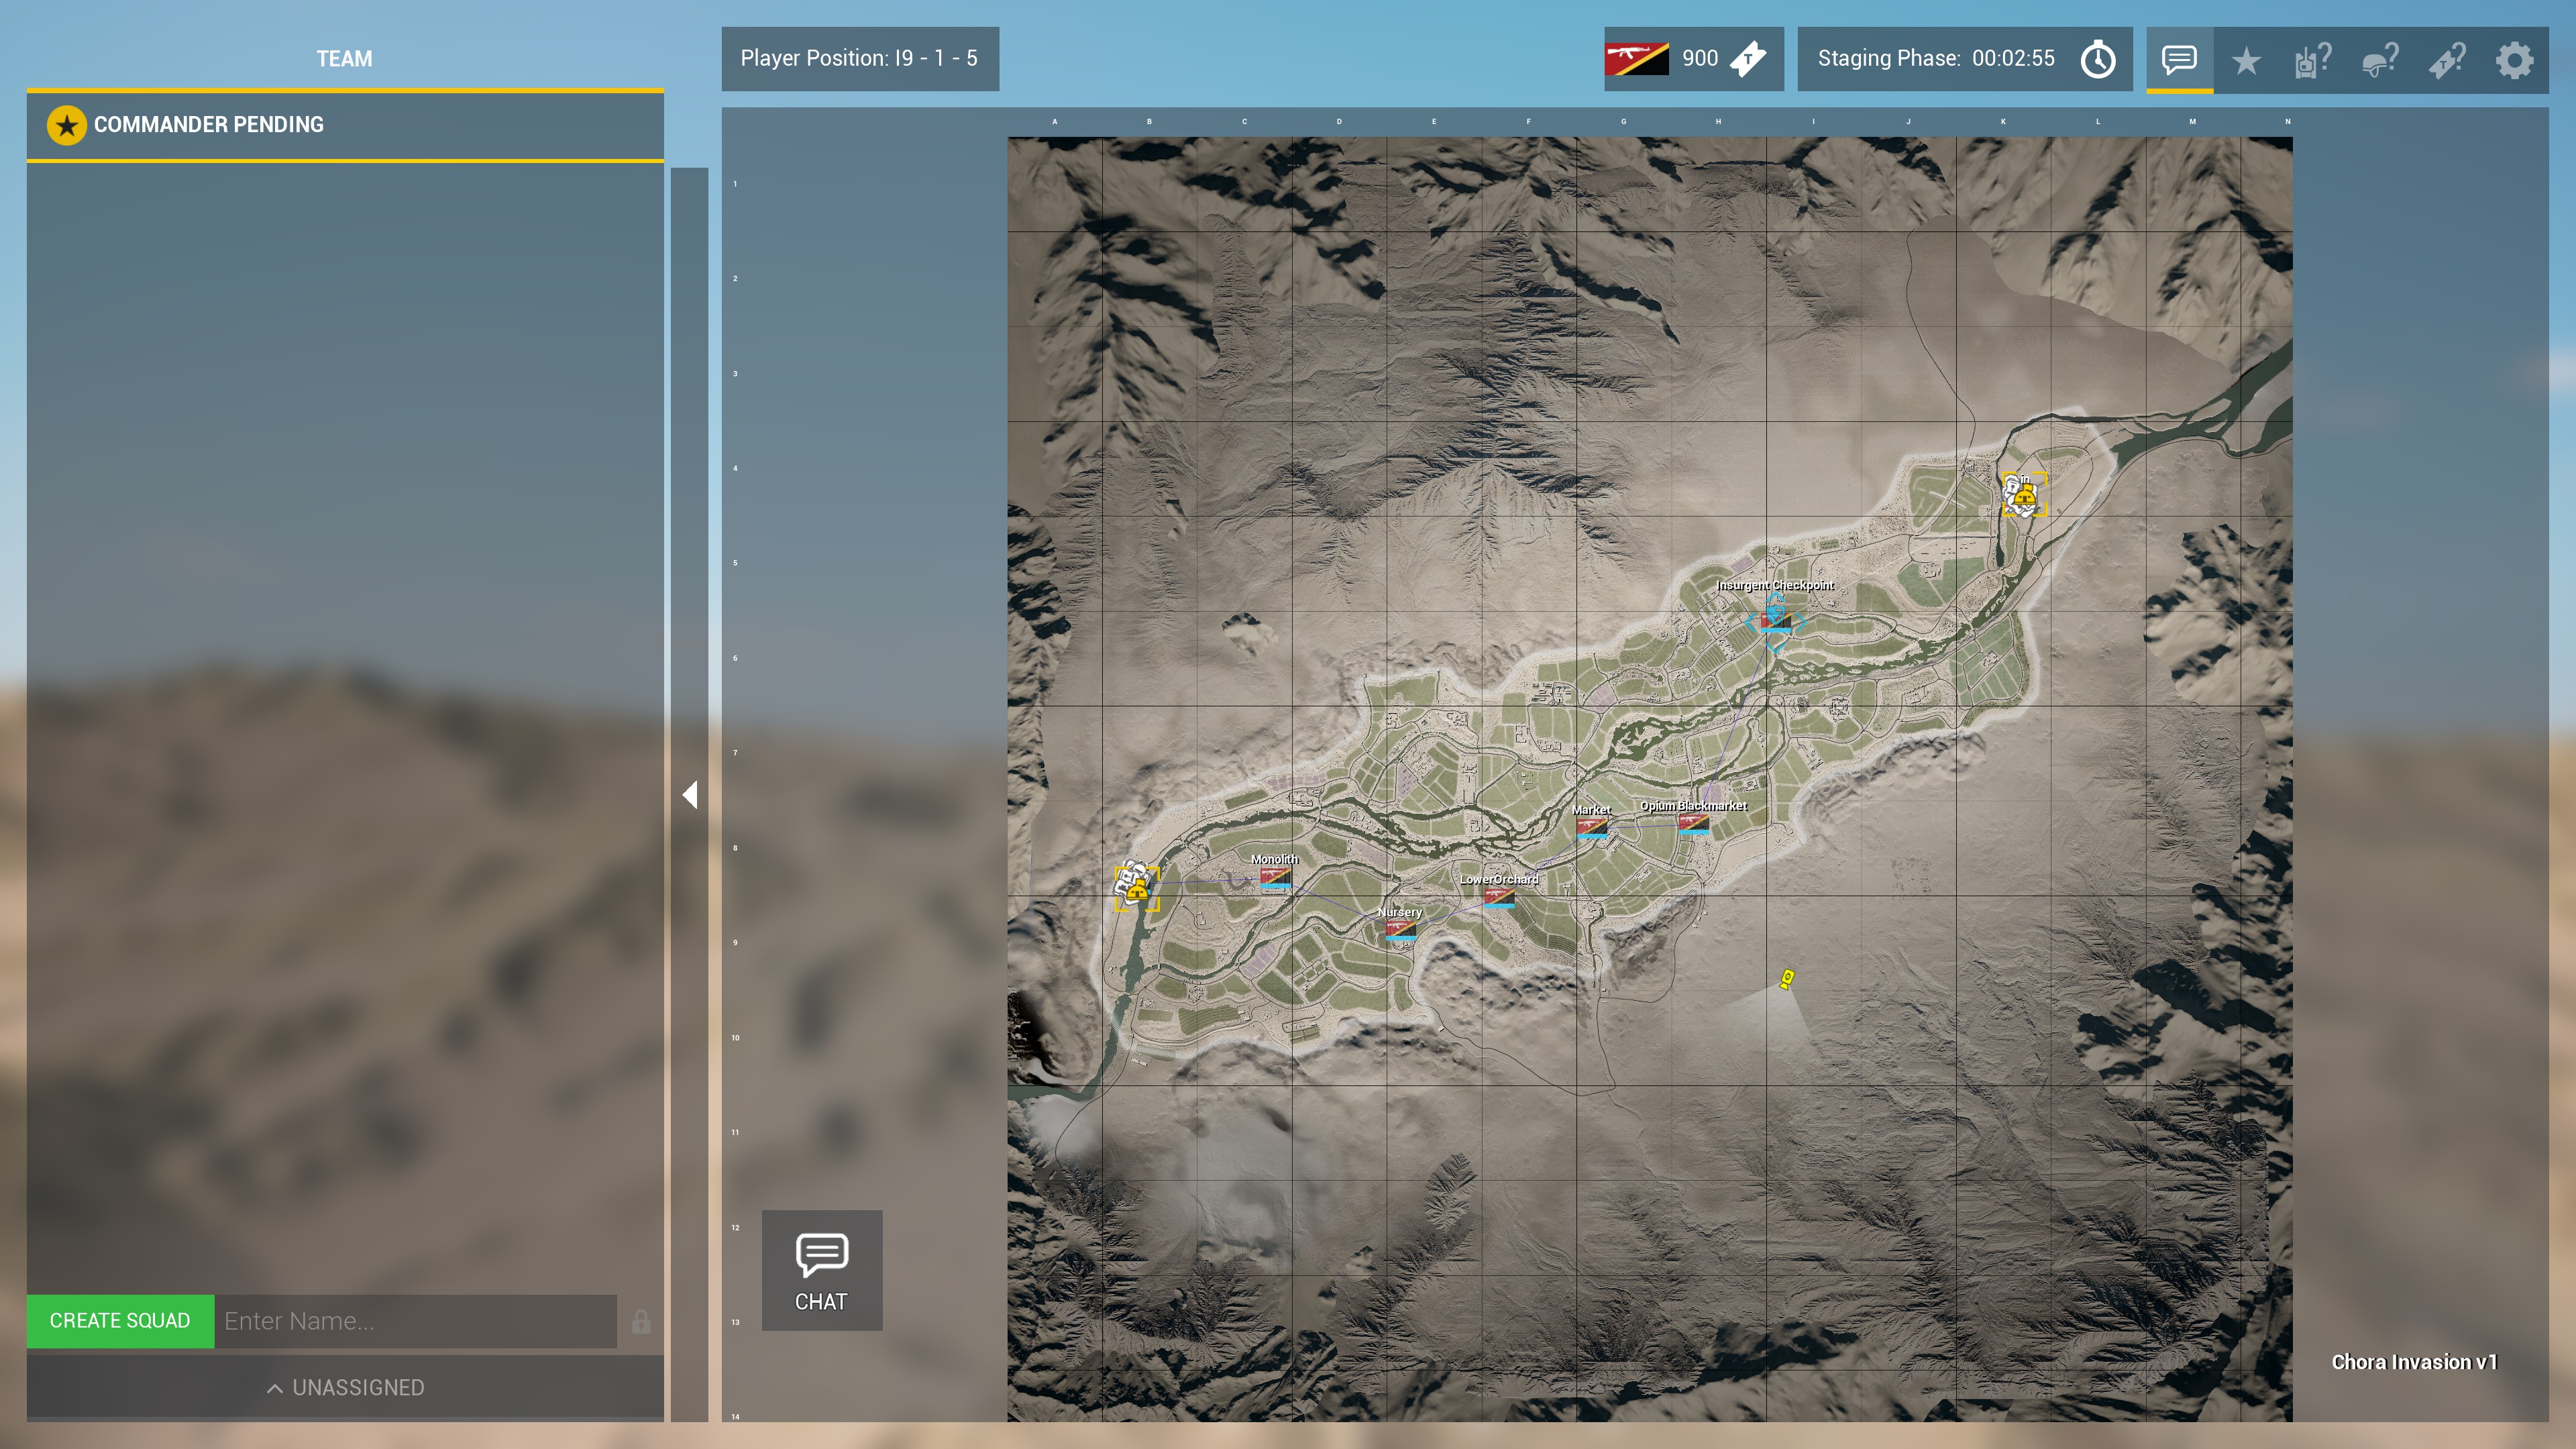 TEAM
Player Position: I9 - 1 - 5
900
T
Staging Phase: 00:02:55
?
?
T?
COMMANDER PENDING
A B C D E F G H I J K L M N
1
2
3
4
5
6
7
8
9
10
11
12
13
14
Insurgent Checkpoint
Market
Opium Blackmarket
Monolith
LowerOrchard
Nursery
CHAT
CREATE SQUAD
Enter Name...
UNASSIGNED
Chora Invasion v1